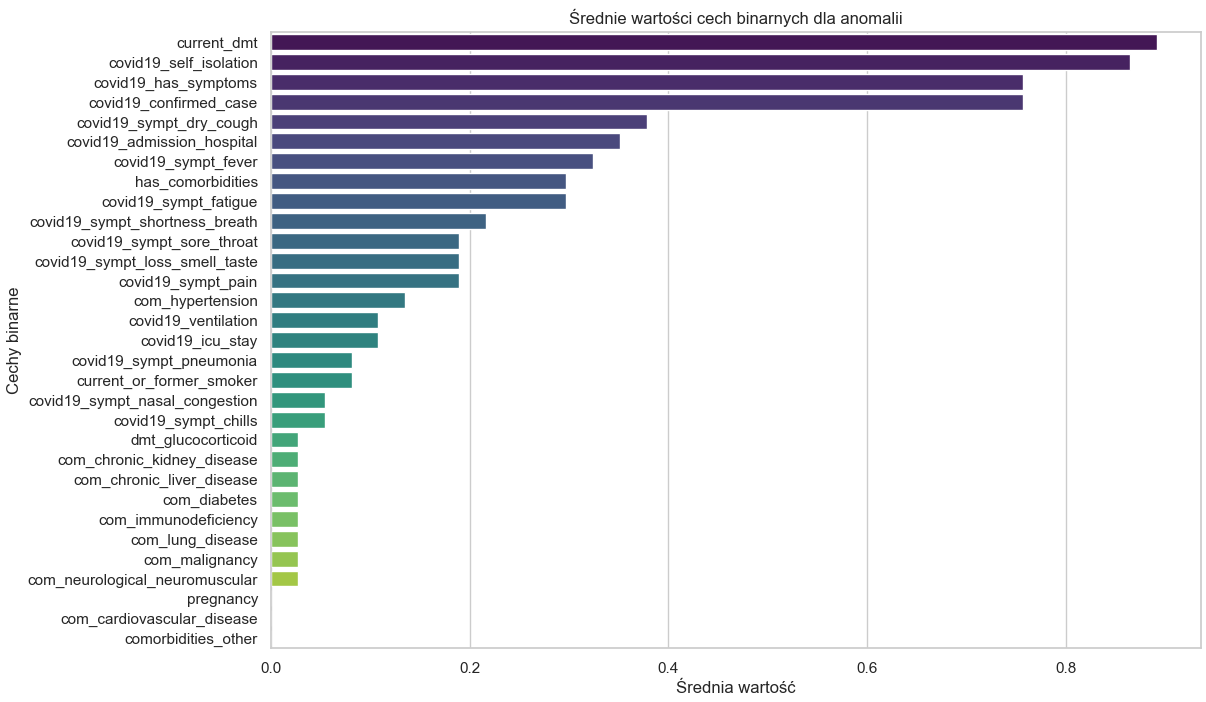 Średnie wartości cech binarnych dla anomalii
current_dmt
covid19_self_isolation
covid19_has_symptoms
covid19_confirmed_case
covid19_sympt_dry_cough
covid19_admission_hospital
covid19_sympt_fever
has_comorbidities
covid19_sympt_fatigue
covid19_sympt_shortness_breath
covid19_sympt_sore_throat
covid19_sympt_loss_smell_taste
covid19_sympt_pain
com_hypertension
covid19_ventilation
covid19_icu_stay
covid19_sympt_pneumonia
current_or_former_smoker
covid19_sympt_nasal_congestion
covid19_sympt_chills
dmt_glucocorticoid
com_chronic_kidney_disease
com_chronic_liver_disease
com_diabetes
com_immunodeficiency
com_lung_disease
com_malignancy
com_neurological_neuromuscular
pregnancy
com_cardiovascular_disease
comorbidities_other
Cechy binarne
0.0 0.2 0.4 0.6 0.8
Średnia wartość